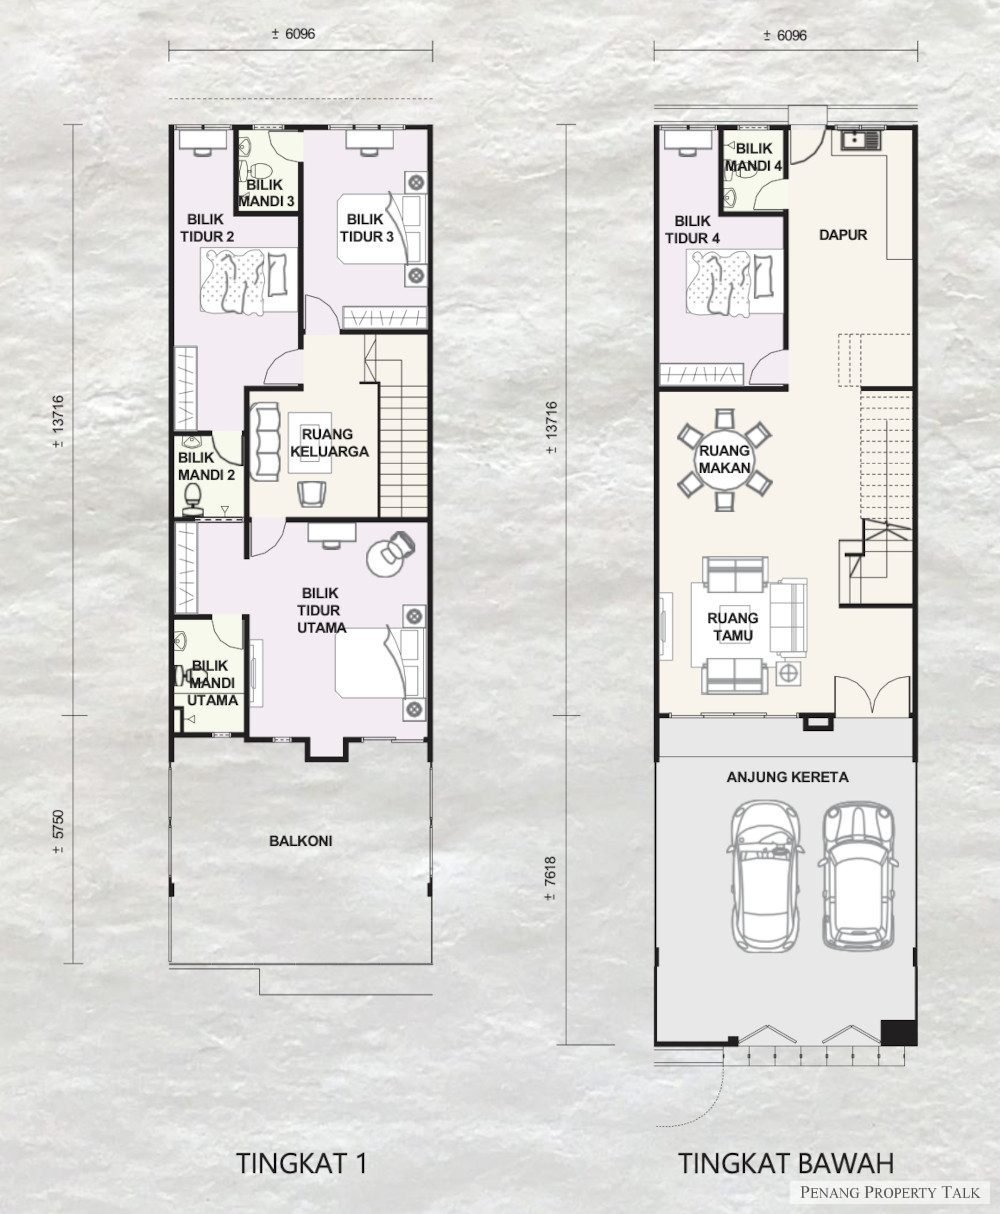 ± 6096
± 13716
± 5750
BILIK
MANDI 3
BILIK
TIDUR 2
BILIK
TIDUR 3
RUANG
KELUARGA
BILIK
MANDI 2
BILIK
TIDUR
UTAMA
BILIK
MANDI
UTAMA
BALKONI
TINGKAT 1
± 6096
± 13716
± 7618
BILIK
MANDI 4
BILIK
TIDUR 4
DAPUR
RUANG
MAKAN
RUANG
TAMU
ANJUNG KERETA
TINGKAT BAWAH
PENANG PROPERTY TALK